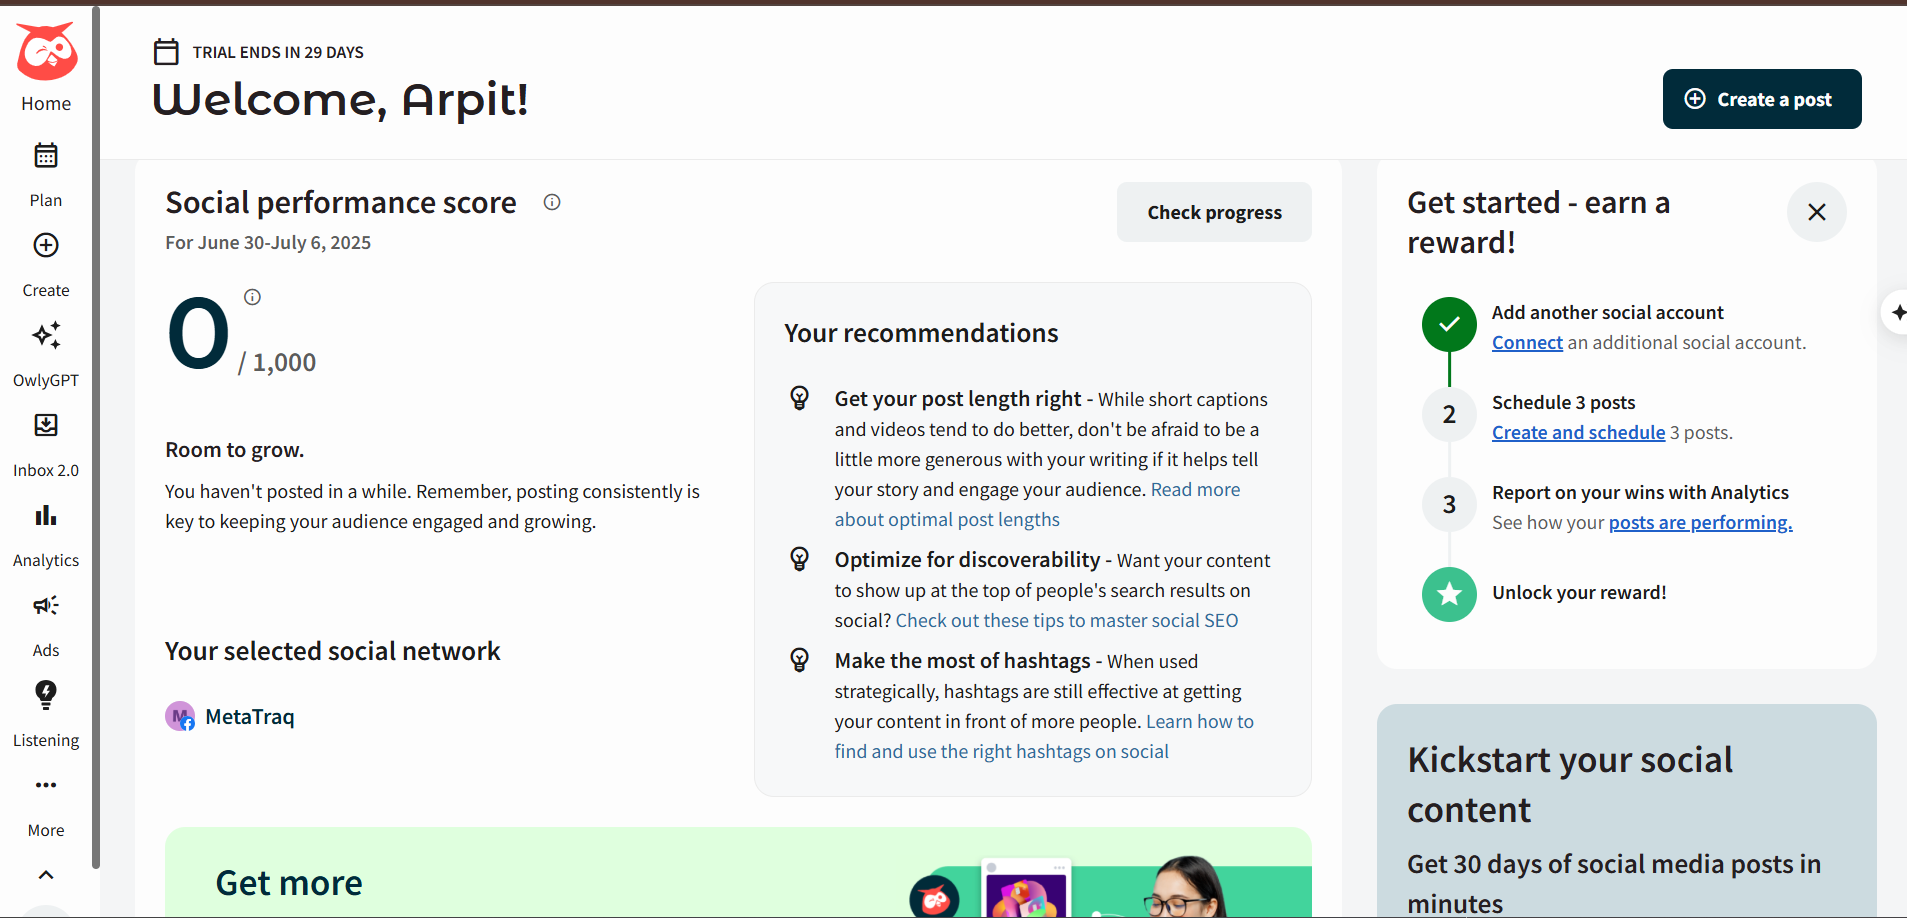 Home
Plan
Create
OwlyGPT
Inbox 2.0
Analytics
Ads
Listening
More
TRIAL ENDS IN 29 DAYS
Welcome, Arpit!
Create a post
Social performance score
For June 30-July 6, 2025
Check progress
0
/ 1,000
Room to grow.
You haven't posted in a while. Remember, posting consistently is
key to keeping your audience engaged and growing.
Your selected social network
M
MetaTraq
Your recommendations
Get your post length right - While short captions
and videos tend to do better, don't be afraid to be a
little more generous with your writing if it helps tell
your story and engage your audience. Read more
about optimal post lengths
Optimize for discoverability - Want your content
to show up at the top of people's search results on
social? Check out these tips to master social SEO
Make the most of hashtags - When used
strategically, hashtags are still effective at getting
your content in front of more people. Learn how to
find and use the right hashtags on social
Get more
Get started - earn a
reward!
Add another social account
Connect an additional social account.
2
Schedule 3 posts
Create and schedule 3 posts.
3
Report on your wins with Analytics
See how your posts are performing.
Unlock your reward!
Kickstart your social
content
Get 30 days of social media posts in
minutes